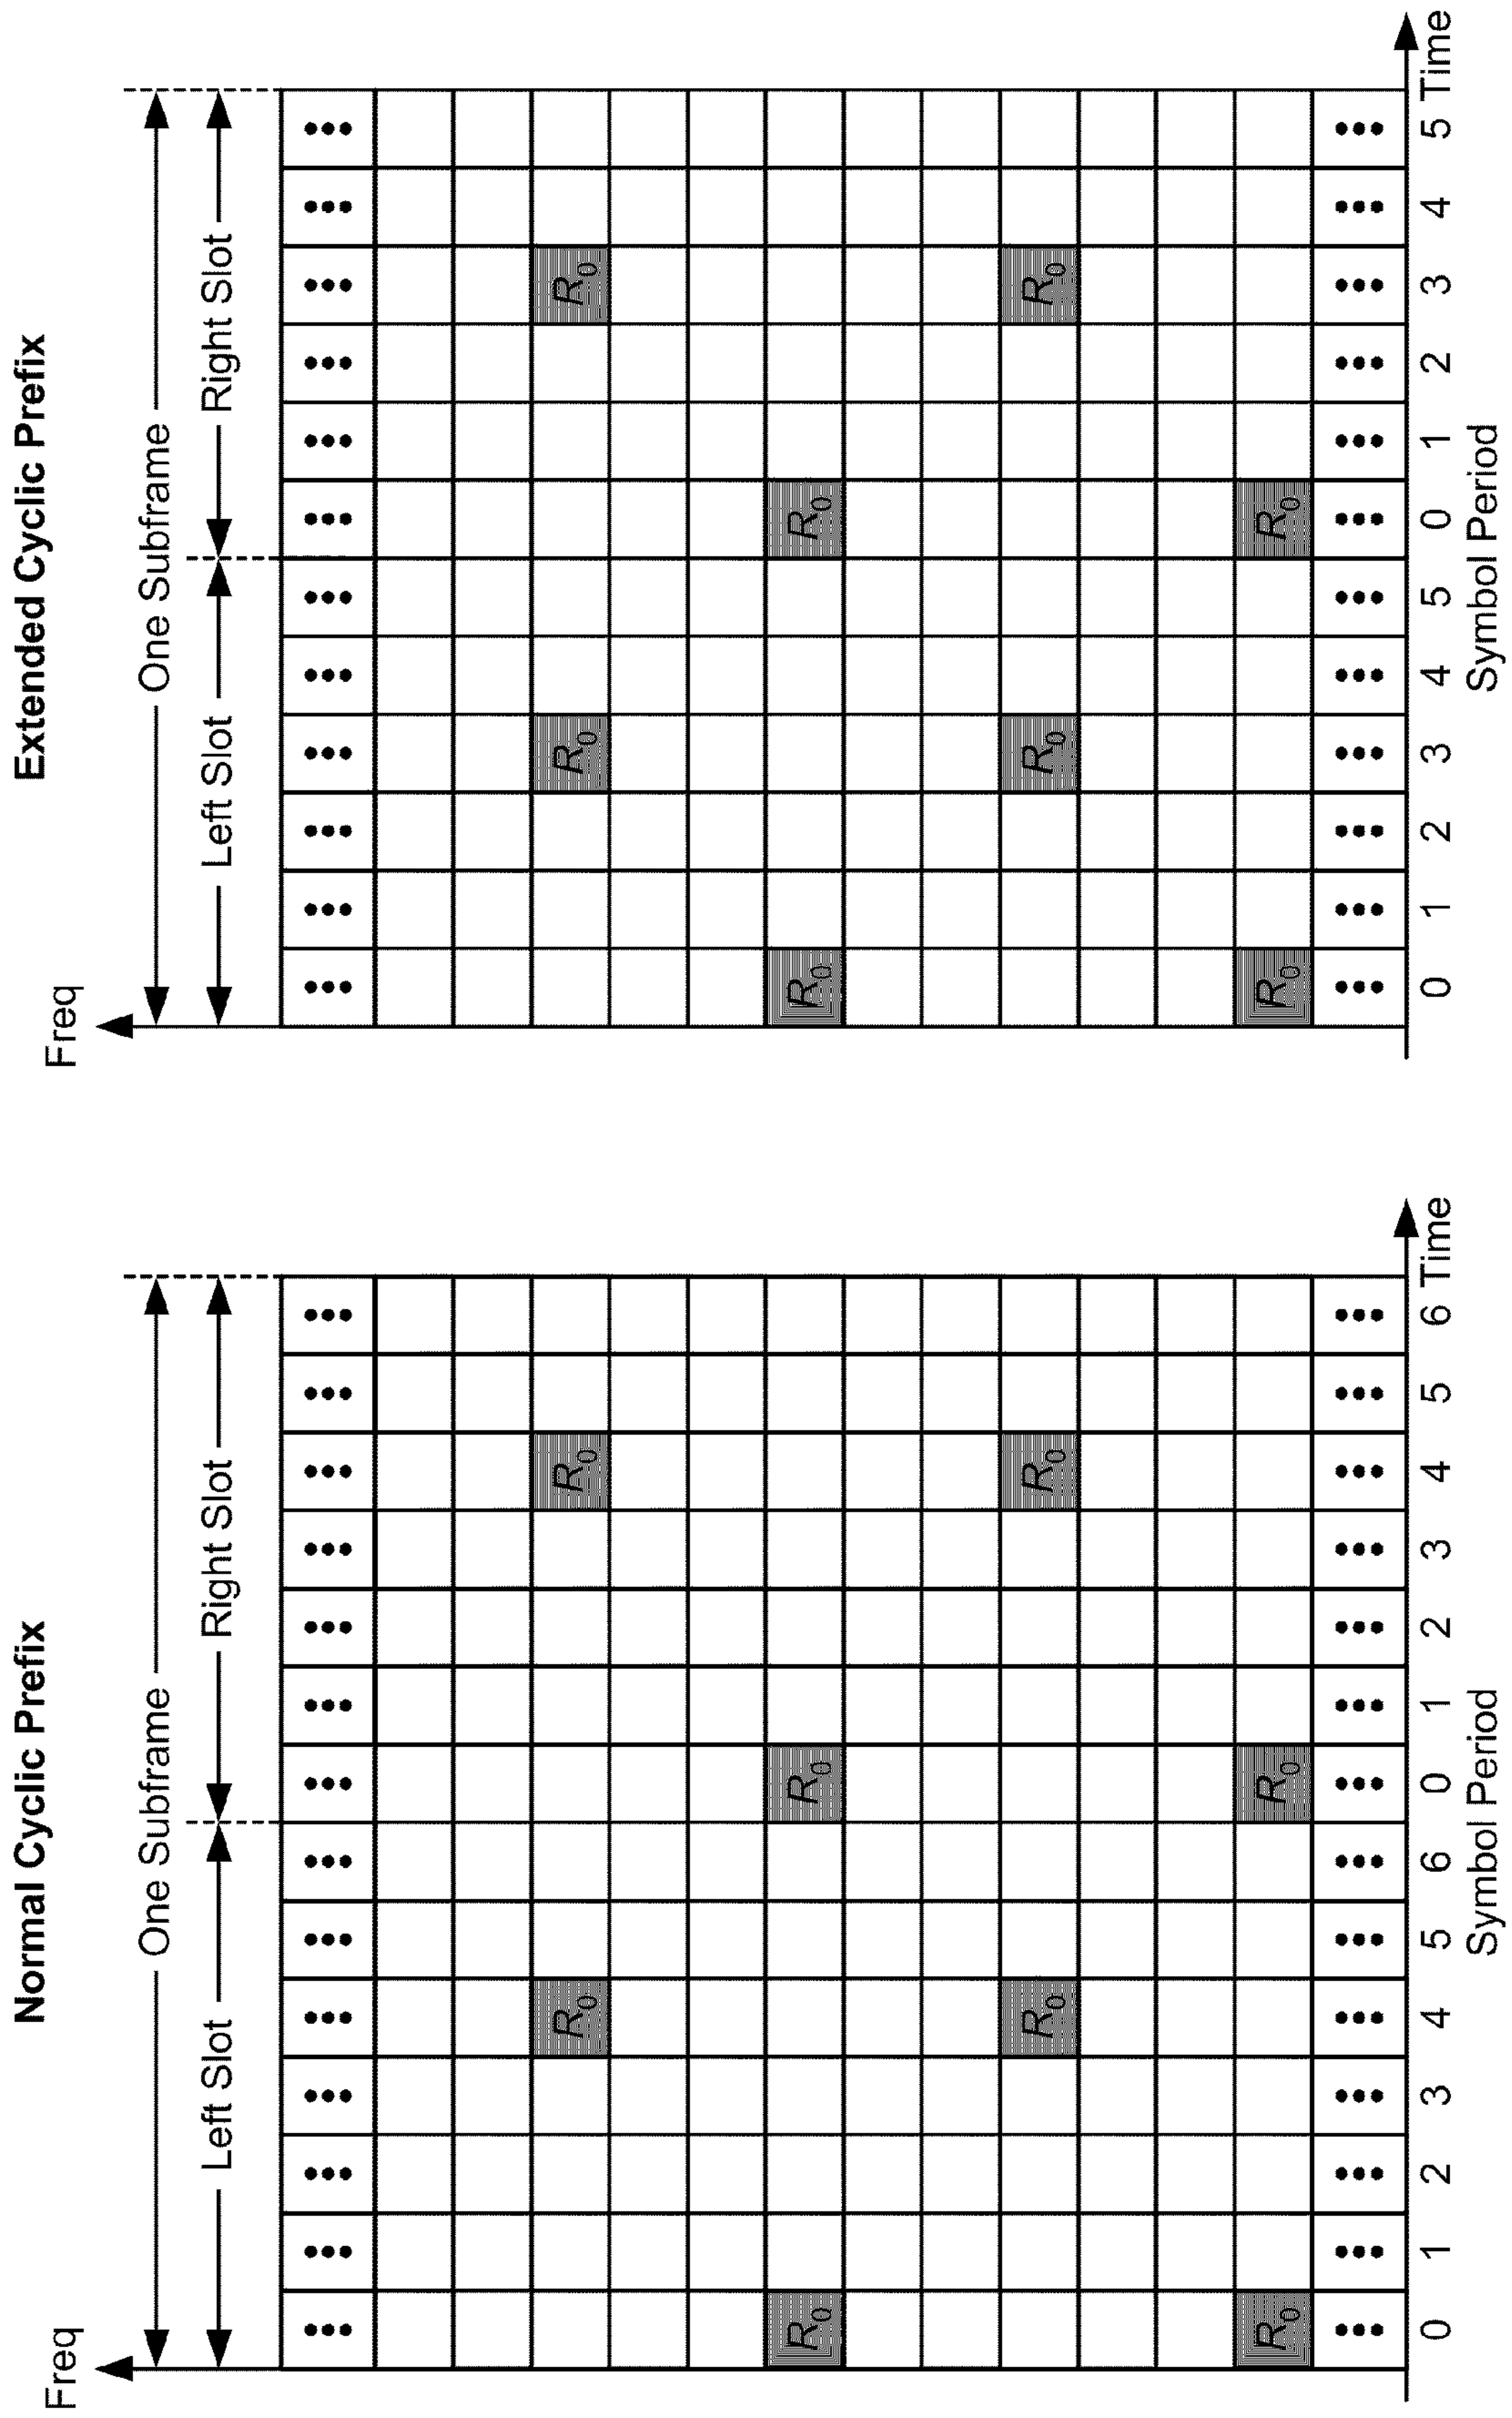 Normal Cyclic Prefix
Freq
One Subframe
Left Slot
Right Slot
R0 R0
R0 R0
R0 R0
R0 R0
0 1 2 3 4 5 6 0 1 2 3 4 5 6 Time
Symbol Period
Extended Cyclic Prefix
Freq
One Subframe
Left Slot
Right Slot
R0 R0
R0 R0
R0 R0
R0 R0
0 1 2 3 4 5 0 1 2 3 4 5 Time
Symbol Period